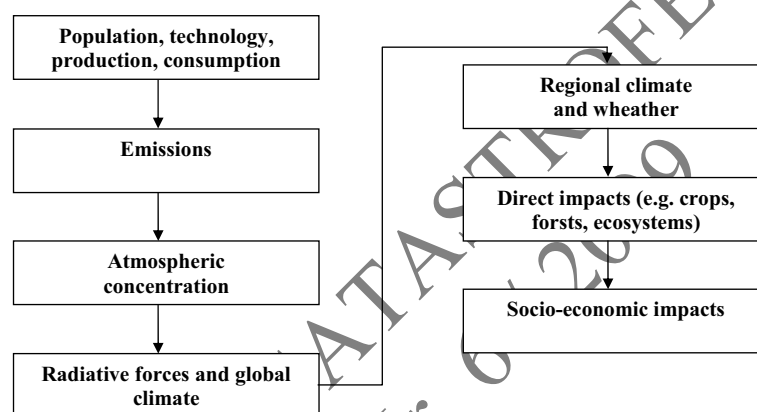 Population, technology,
production, consumption
Emissions
Atmospheric
concentration
Radiative forces and global
climate
Regional climate
and wheather
Direct impacts (e.g. crops,
forsts, ecosystems)
Socio-economic impacts